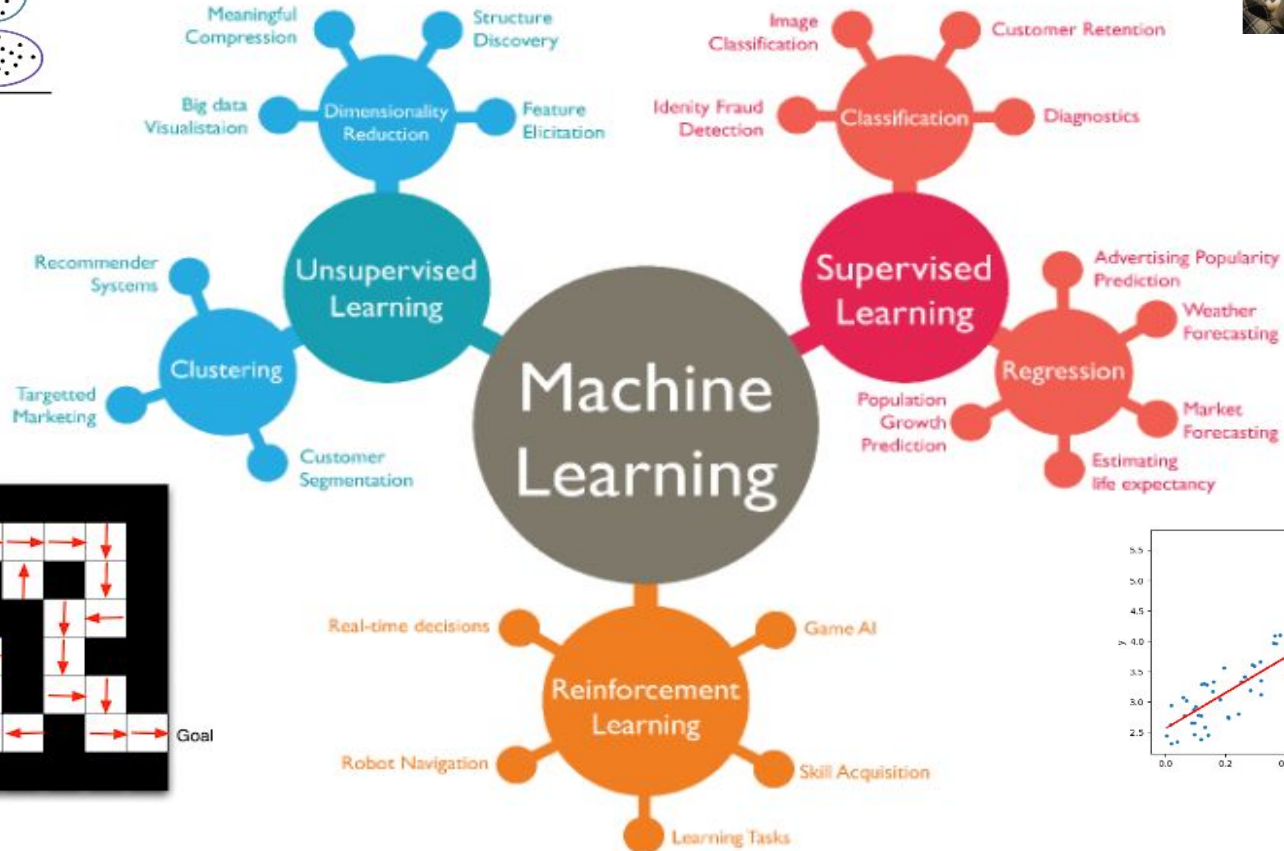 Meaningful
Compression
Structure
Discovery
Big data
Visualistaion
Dimensionality
Reduction
Feature
Elicitation
Image
Classification
Customer Retention
Idenity Fraud
Detection
Classification
Diagnostics
Recommender
Systems
Unsupervised
Learning
Clustering
Targetted
Marketing
Customer
Segmentation
Machine
Learning
Supervised
Learning
Advertising Popularity
Prediction
Weather
Forecasting
Regression
Population
Growth
Prediction
Market
Forecasting
Estimating
life expectancy
Real-time decisions
Game AI
Reinforcement
Learning
Robot Navigation
Skill Acquisition
Learning Tasks
Goal
5.5
5.0
4.5
4.0
y
3.5
3.0
2.5
0.0
0.2